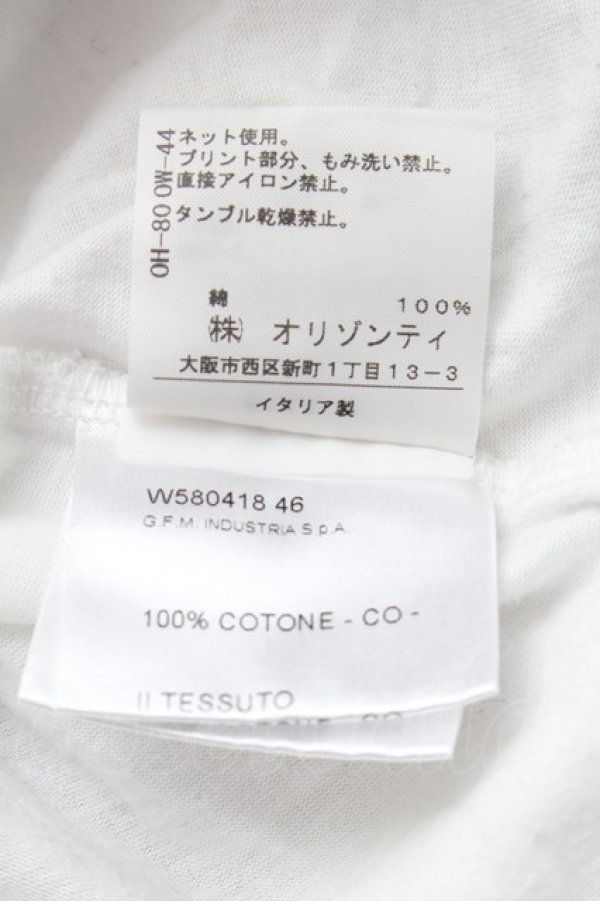 OH-80 OW-44
ネット使用。
プリント部分、もみ洗い禁止。
直接アイロン禁止。
タンブル乾燥禁止。
綿 100%
㈱ オリゾンティ
大阪市西区新町1丁目13-3
イタリア製
W580418 46
G.F.M. INDUSTRIA S.p.A.
100% COTONE - CO -
TESSUTO